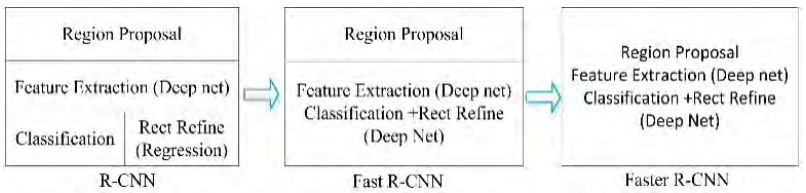 Region Proposal
Feature Extraction (Deep net)
Classification
Rect Refine
(Regression)
R-CNN
Region Proposal
Feature Extraction (Deep net)
Classification +Rect Refine
(Deep Net)
Fast R-CNN
Region Proposal
Feature Extraction (Deep net)
Classification +Rect Refine
(Deep Net)
Faster R-CNN